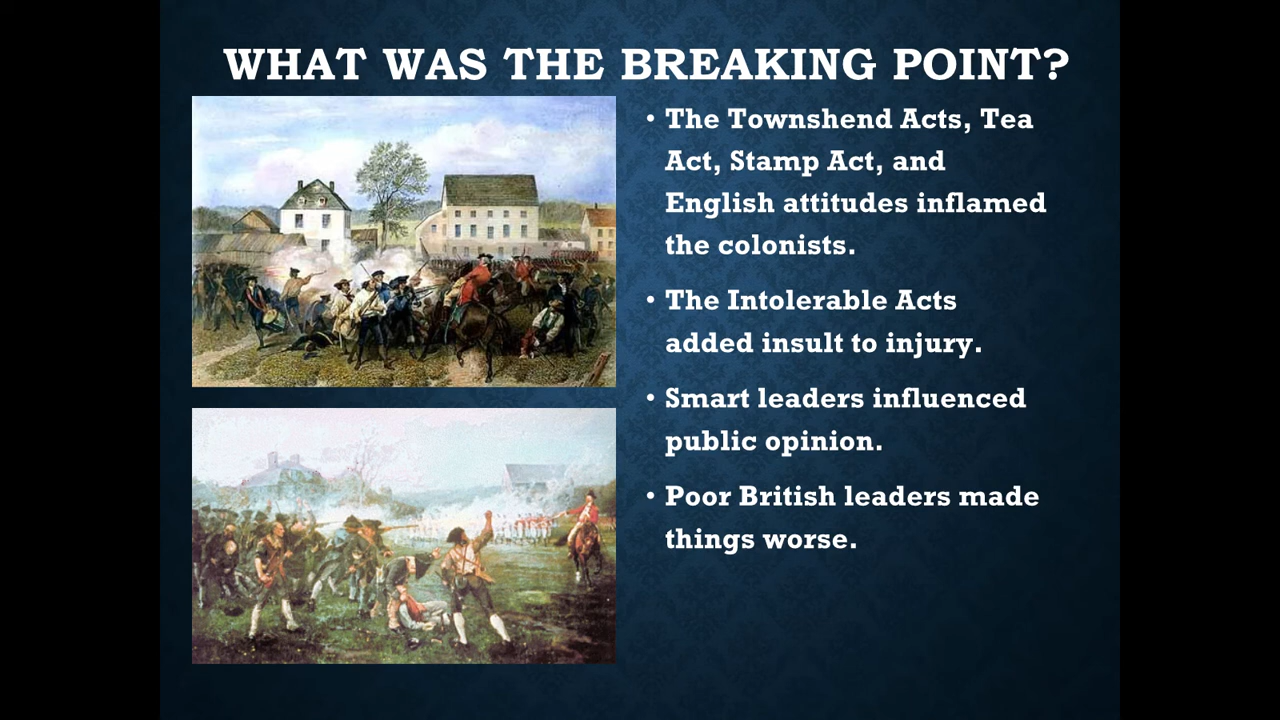 WHAT WAS THE BREAKING POINT?
• The Townshend Acts, Tea
Act, Stamp Act, and
English attitudes inflamed
the colonists.
• The Intolerable Acts
added insult to injury.
• Smart leaders influenced
public opinion.
• Poor British leaders made
things worse.